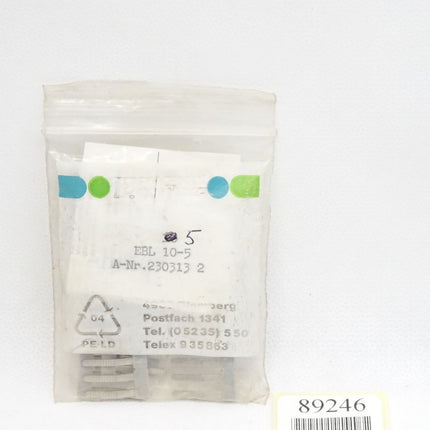 5
EBL 10-5
A-Nr.230313 2
Postfach 1341
Tel. (05235) 550
Telex 935863
04
PE-LD
89246